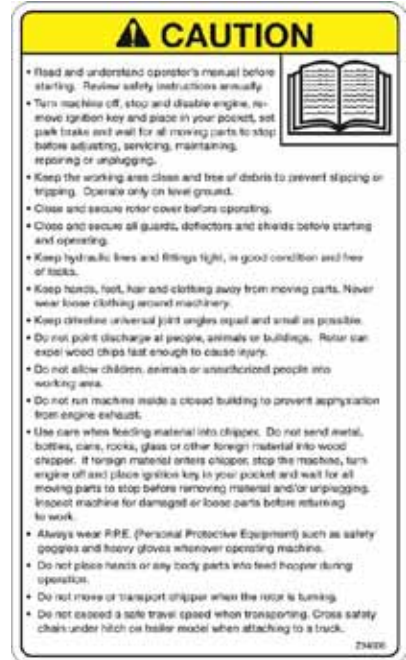 CAUTION
• Read and understand operator's manual before
starting. Review safety instructions annually.
• Turn machine off, stop and disable engine, re-
move ignition key and place in your pocket, set
park brake and wait for all moving parts to stop
before adjusting, servicing, maintaining,
repairing or unplugging.
• Keep the working area clean and free of debris to prevent slipping or
tripping. Operate only on level ground.
• Close and secure rotor cover before operating.
• Close and secure all guards, deflectors and shields before starting
and operating.
• Keep hydraulic lines and fittings tight, in good condition and free
of leaks.
• Keep hands, feet, hair and clothing away from moving parts. Never
wear loose clothing around machinery.
• Keep driveline universal joint angles equal and small as possible.
• Do not point discharge at people, animals or buildings. Rotor can
expel wood chips fast enough to cause injury.
• Do not allow children, animals or unauthorized people into
working area.
• Do not run machine inside a closed building to prevent asphyxiation
from engine exhaust.
• Use care when feeding material into chipper. Do not send metal,
bottles, cans, rocks, glass or other foreign material into wood
chipper. If foreign material enters chipper, stop the machine, turn
engine off and place ignition key in your pocket and wait for all
moving parts to stop before removing material and/or unplugging.
Inspect machine for damaged or loose parts before returning
to work.
• Always wear P.P.E. (Personal Protective Equipment) such as safety
goggles and heavy gloves whenever operating machine.
• Do not place hands or any body parts into feed hopper during
operation.
• Do not move or transport chipper when the rotor is turning.
• Do not exceed a safe travel speed when transporting. Cross safety
chain under hitch on trailer model when attaching to a truck.